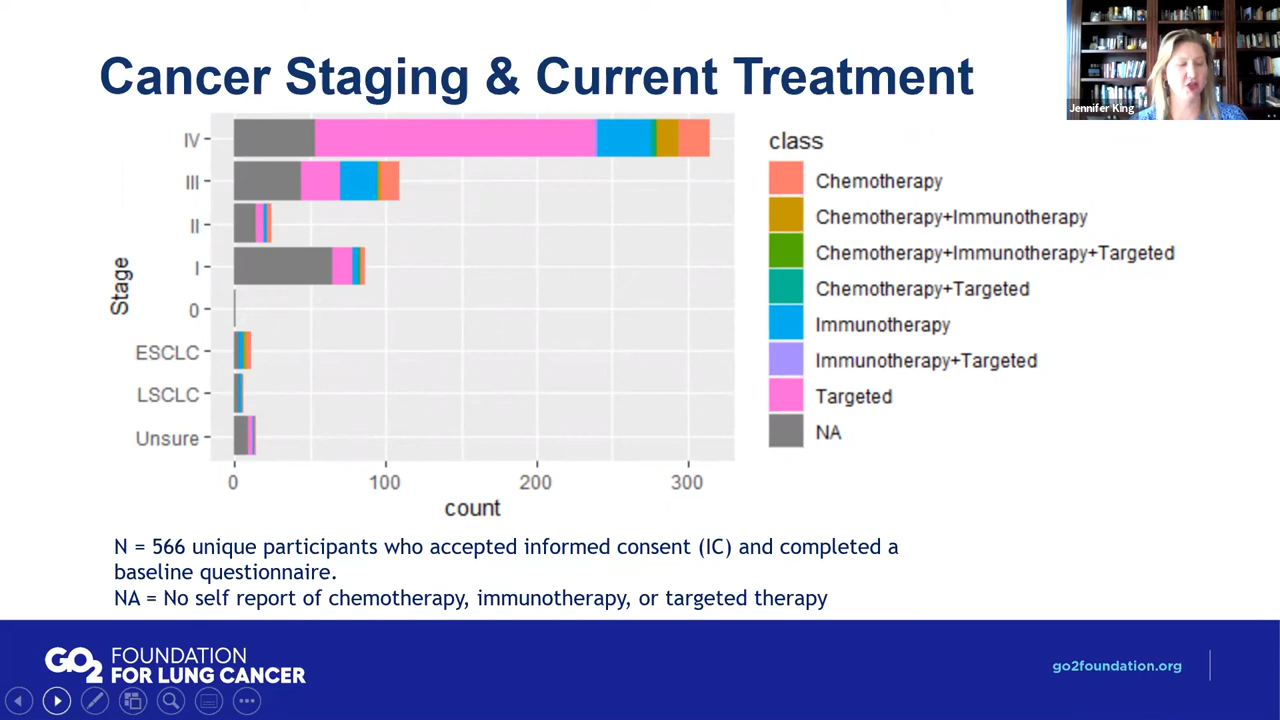 Cancer Staging & Current Treatment
Jennifer King
IV
III
II
I
0
ESCLC
LSCLC
Unsure
Stage
0
100
200
300
count
class
Chemotherapy
Chemotherapy+Immunotherapy
Chemotherapy+Immunotherapy+Targeted
Chemotherapy+Targeted
Immunotherapy
Immunotherapy+Targeted
Targeted
NA
N = 566 unique participants who accepted informed consent (IC) and completed a
baseline questionnaire.
NA = No self report of chemotherapy, immunotherapy, or targeted therapy
GO2 FOUNDATION
FOR LUNG CANCER
go2foundation.org